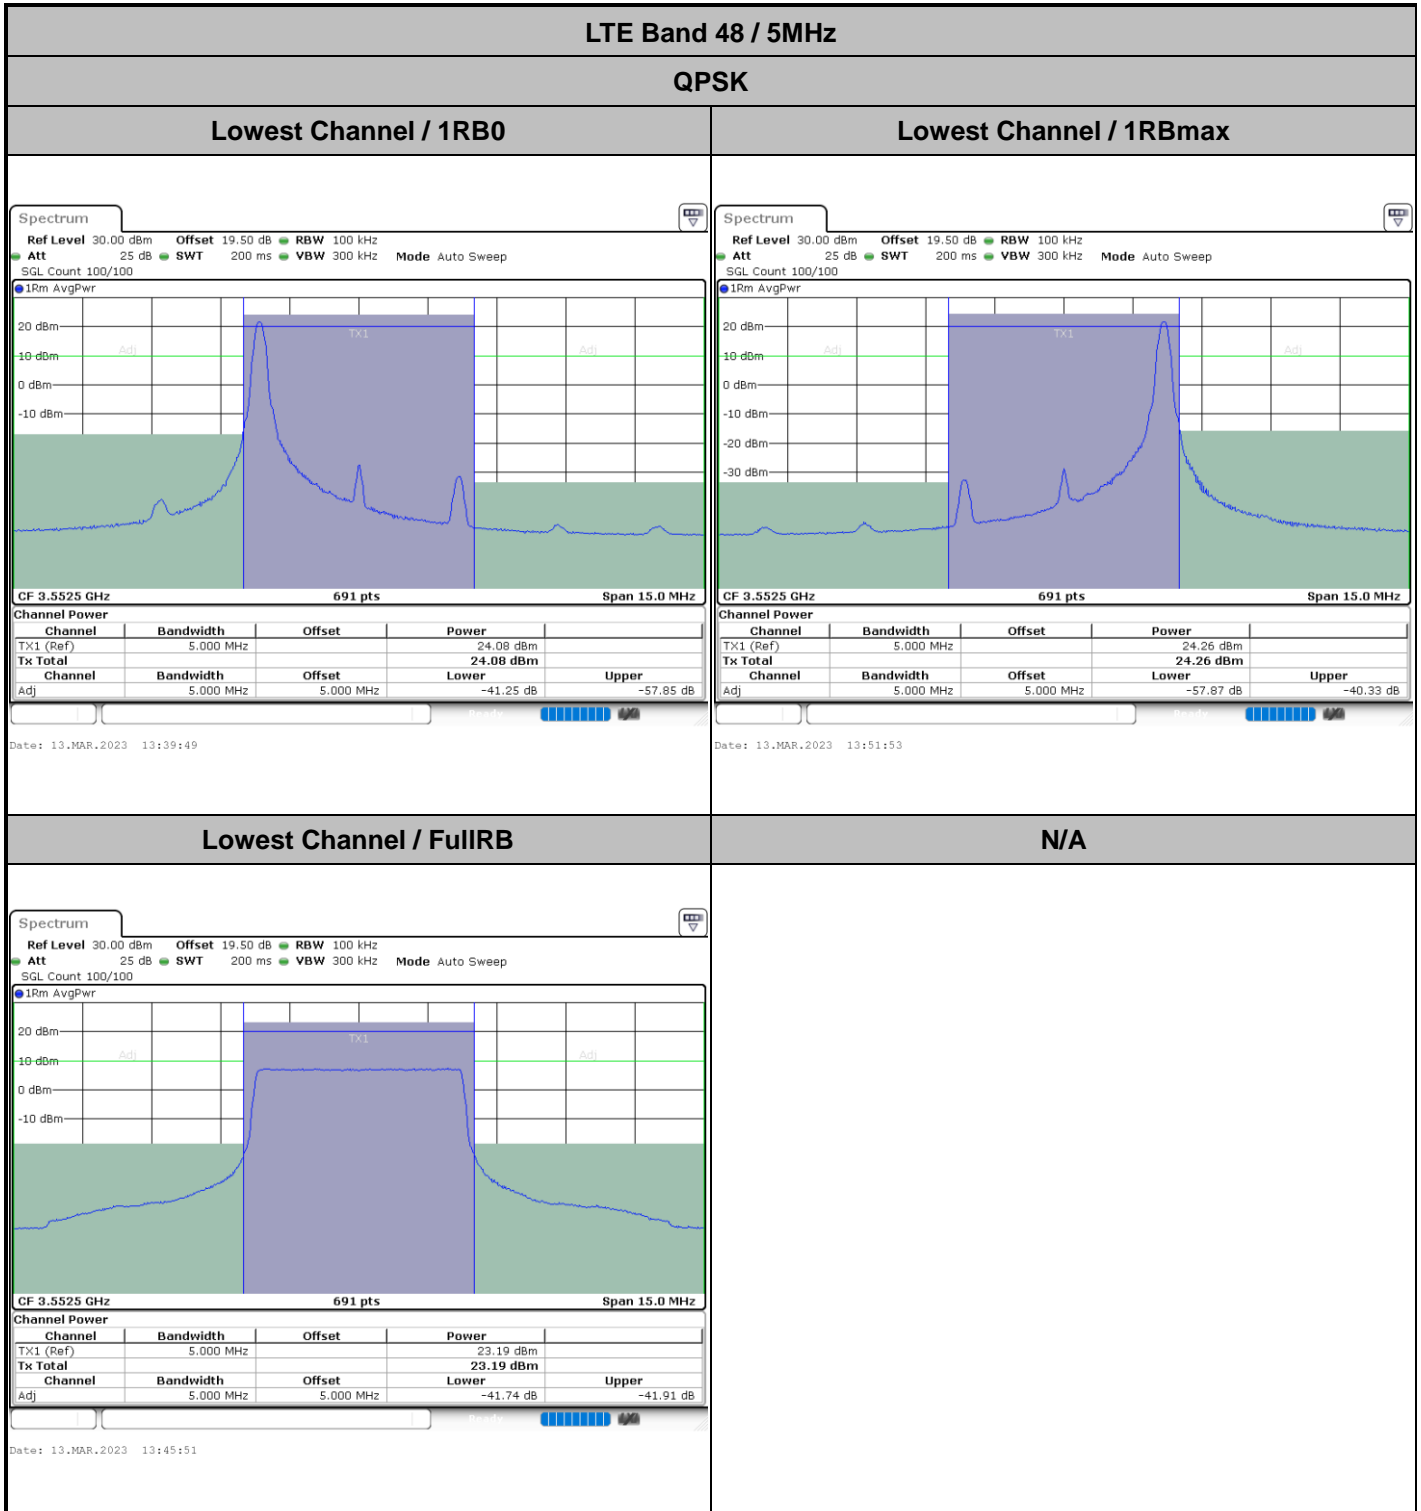 LTE Band 48 / 5MHz
QPSK
Lowest Channel / 1RB0
Lowest Channel / 1RBmax
Spectrum
Ref Level 30.00 dBm Offset 19.50 dB RBW 100 kHz
Att 25 dB SWT 200 ms VBW 300 kHz Mode Auto Sweep
SGL Count 100/100
1Rm AvgPwr
20 dBm
TX1
Adj
Adj
10 dBm
0 dBm
-10 dBm
CF 3.5525 GHz 691 pts Span 15.0 MHz
Channel Power
Channel Bandwidth Offset Power
TX1 (Ref) 5.000 MHz 24.08 dBm
Tx Total 24.08 dBm
Channel Bandwidth Offset Lower Upper
Adj 5.000 MHz 5.000 MHz -41.25 dB -57.85 dB
Ready
Date: 13.MAR.2023 13:39:49
Spectrum
Ref Level 30.00 dBm Offset 19.50 dB RBW 100 kHz
Att 25 dB SWT 200 ms VBW 300 kHz Mode Auto Sweep
SGL Count 100/100
1Rm AvgPwr
20 dBm
TX1
Adj
Adj
10 dBm
0 dBm
-10 dBm
-20 dBm
-30 dBm
CF 3.5525 GHz 691 pts Span 15.0 MHz
Channel Power
Channel Bandwidth Offset Power
TX1 (Ref) 5.000 MHz 24.26 dBm
Tx Total 24.26 dBm
Channel Bandwidth Offset Lower Upper
Adj 5.000 MHz 5.000 MHz -57.87 dB -40.33 dB
Ready
Date: 13.MAR.2023 13:51:53
Lowest Channel / FullRB
N/A
Spectrum
Ref Level 30.00 dBm Offset 19.50 dB RBW 100 kHz
Att 25 dB SWT 200 ms VBW 300 kHz Mode Auto Sweep
SGL Count 100/100
1Rm AvgPwr
20 dBm
TX1
Adj
Adj
10 dBm
0 dBm
-10 dBm
CF 3.5525 GHz 691 pts Span 15.0 MHz
Channel Power
Channel Bandwidth Offset Power
TX1 (Ref) 5.000 MHz 23.19 dBm
Tx Total 23.19 dBm
Channel Bandwidth Offset Lower Upper
Adj 5.000 MHz 5.000 MHz -41.74 dB -41.91 dB
Ready
Date: 13.MAR.2023 13:45:51